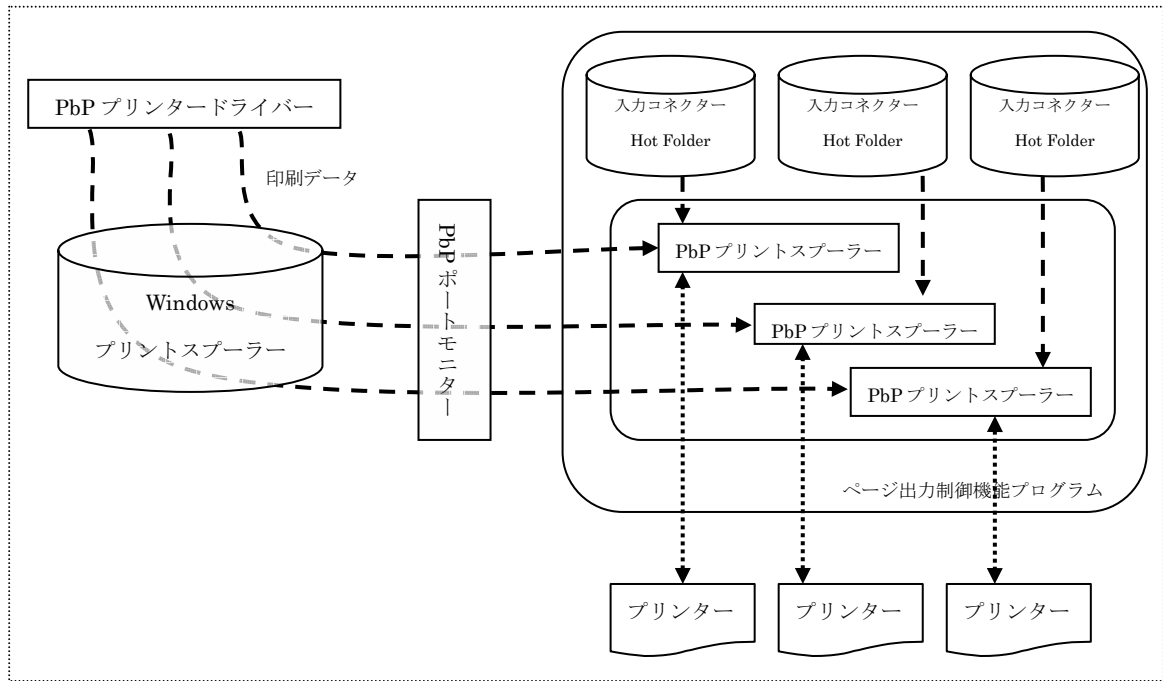 PbP プリンタードライバー
印刷データ
Windows
プリントスプーラー
PbP ポートモニター
入力コネクター
Hot Folder
入力コネクター
Hot Folder
入力コネクター
Hot Folder
PbP プリントスプーラー
PbP プリントスプーラー
PbP プリントスプーラー
ページ出力制御機能プログラム
プリンター
プリンター
プリンター